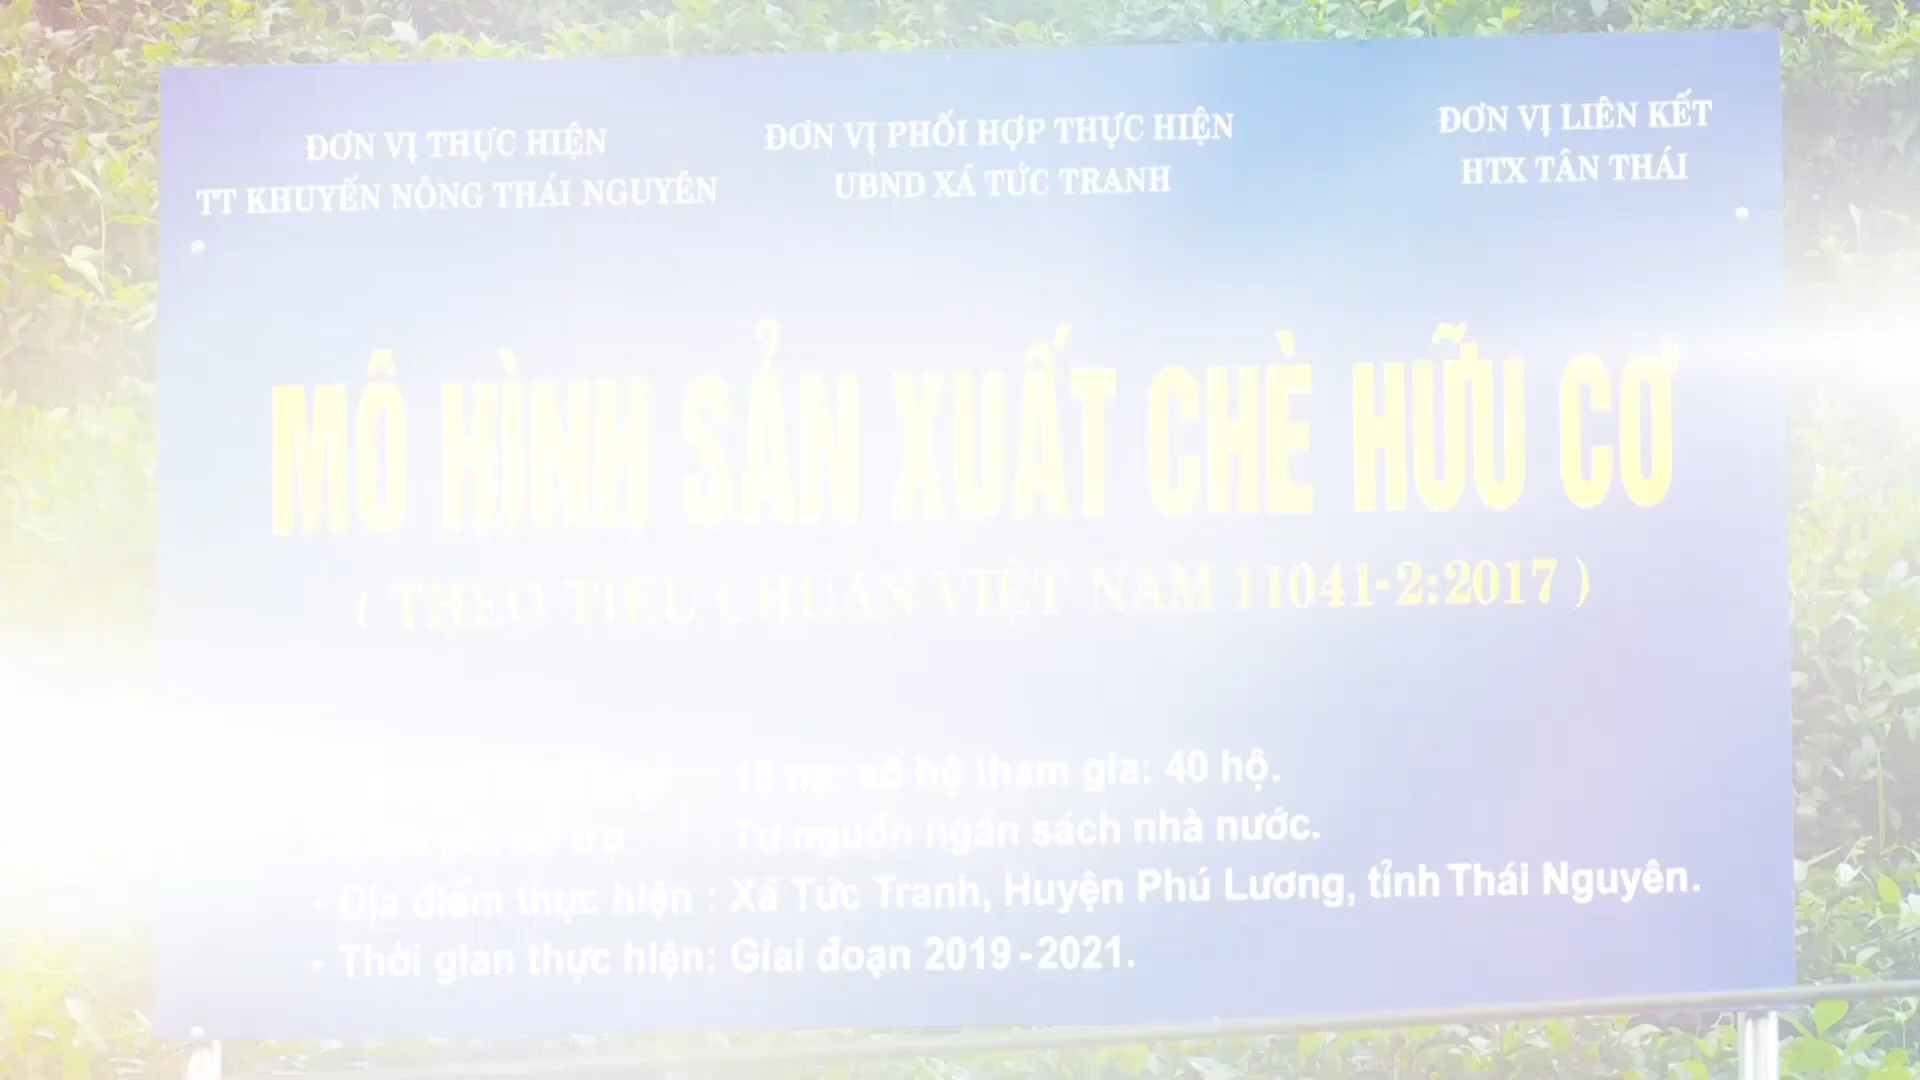 ĐƠN VỊ THỰC HIỆN
TT KHUYẾN NÔNG THÁI NGUYÊN
ĐƠN VỊ PHỐI HỢP THỰC HIỆN
UBND XÃ TỨC TRANH
ĐƠN VỊ LIÊN KẾT
HTX TÂN THÁI
MÔ HÌNH SẢN XUẤT CHÈ HỮU CƠ
( THEO TIÊU CHUẨN VIỆT NAM 11041-2:2017 )
số hộ tham gia: 40 hộ.
: Từ nguồn ngân sách nhà nước.
- Địa điểm thực hiện : Xã Tức Tranh, Huyện Phú Lương, tỉnh Thái Nguyên.
- Thời gian thực hiện: Giai đoạn 2019-2021.